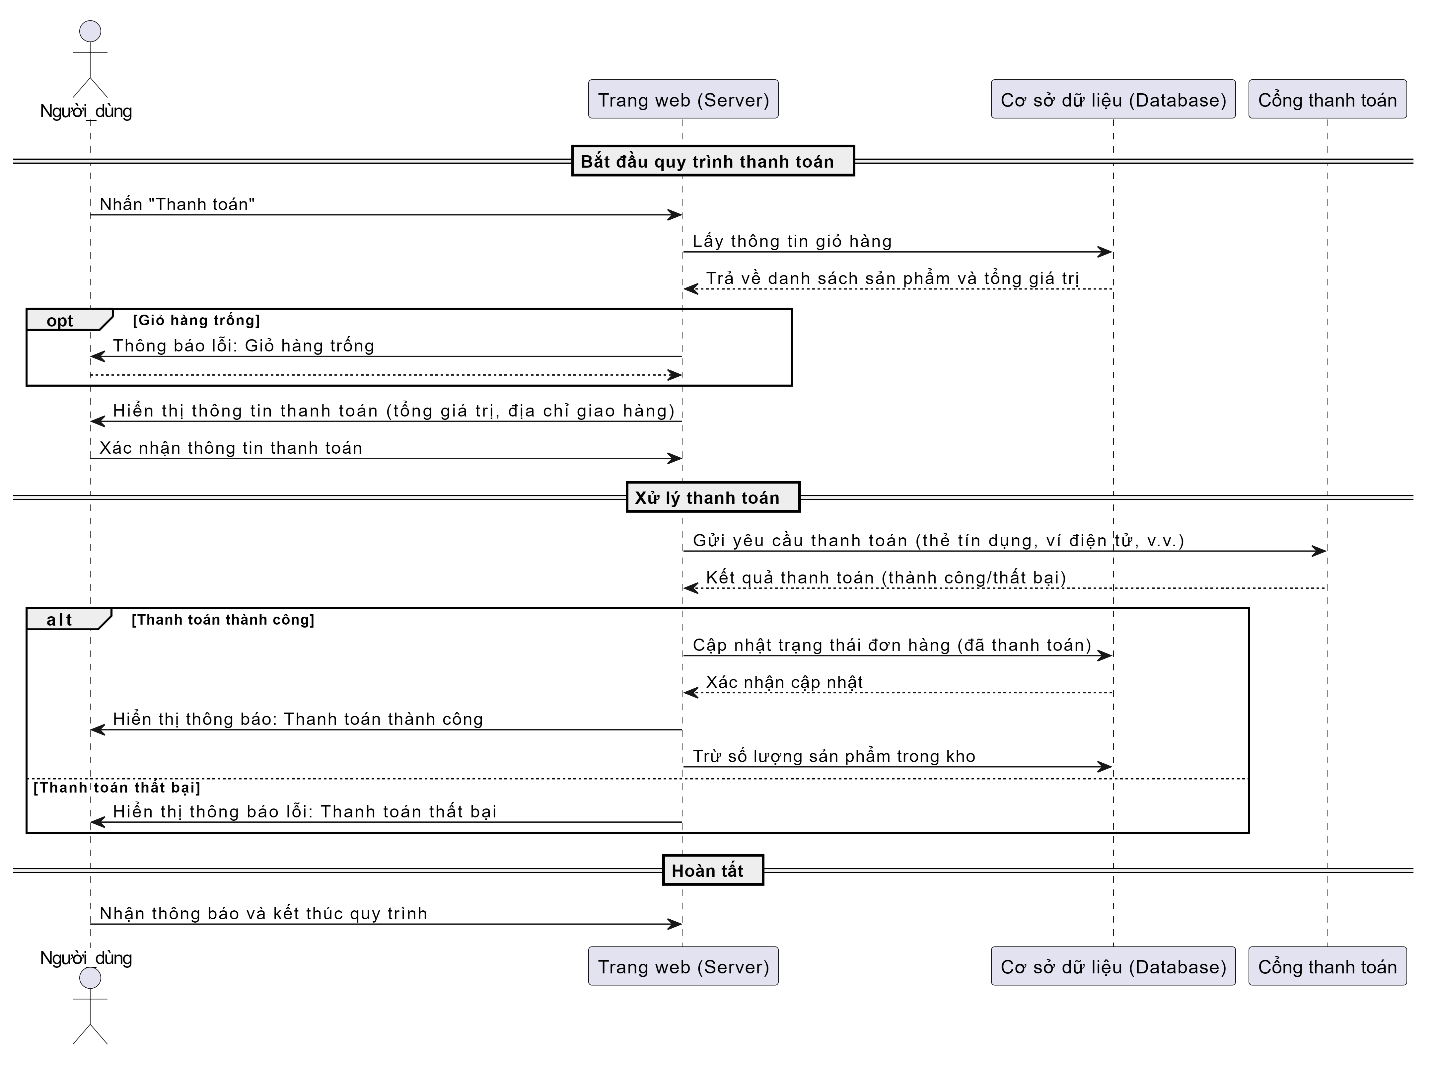 Người_dùng
Trang web (Server)
Cơ sở dữ liệu (Database)
Cổng thanh toán
Bắt đầu quy trình thanh toán
Nhấn "Thanh toán"
Lấy thông tin giỏ hàng
Trả về danh sách sản phẩm và tổng giá trị
opt
[Giỏ hàng trống]
Thông báo lỗi: Giỏ hàng trống
Hiển thị thông tin thanh toán (tổng giá trị, địa chỉ giao hàng)
Xác nhận thông tin thanh toán
Xử lý thanh toán
Gửi yêu cầu thanh toán (thẻ tín dụng, ví điện tử, v.v.)
Kết quả thanh toán (thành công/thất bại)
alt
[Thanh toán thành công]
Cập nhật trạng thái đơn hàng (đã thanh toán)
Xác nhận cập nhật
Hiển thị thông báo: Thanh toán thành công
Trừ số lượng sản phẩm trong kho
[Thanh toán thất bại]
Hiển thị thông báo lỗi: Thanh toán thất bại
Hoàn tất
Nhận thông báo và kết thúc quy trình
Người_dùng
Trang web (Server)
Cơ sở dữ liệu (Database)
Cổng thanh toán